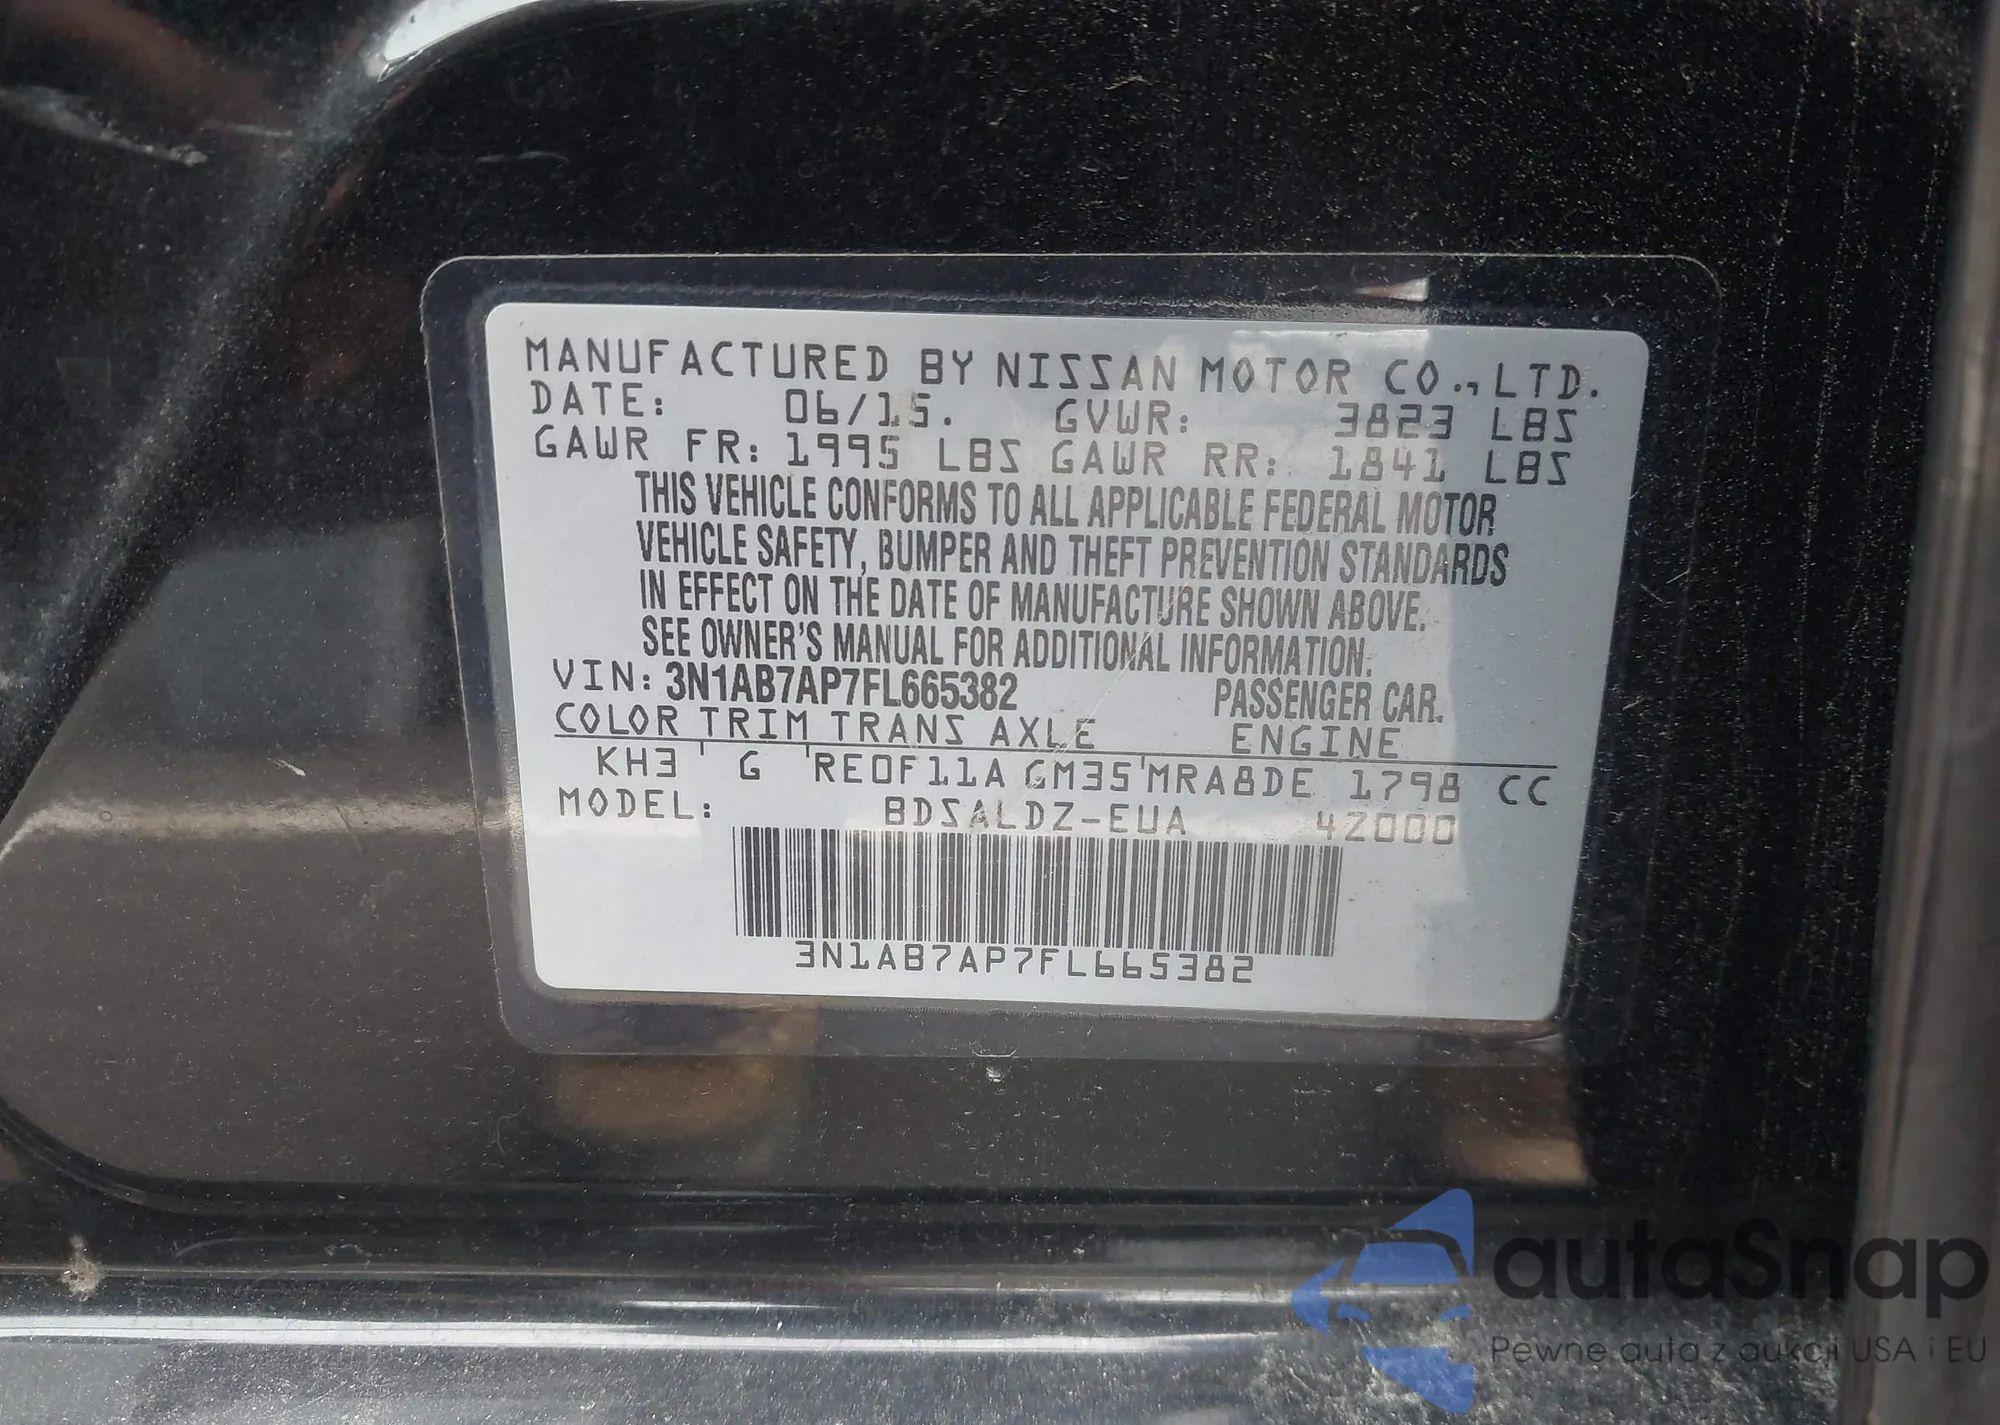 MANUFACTURED BY NISSAN MOTOR CO., LTD.
DATE: 06/15. GVWR: 3823 LBS
GAWR FR: 1995 LBS GAWR RR: 1841 LBS
THIS VEHICLE CONFORMS TO ALL APPLICABLE FEDERAL MOTOR
VEHICLE SAFETY, BUMPER AND THEFT PREVENTION STANDARDS
IN EFFECT ON THE DATE OF MANUFACTURE SHOWN ABOVE.
SEE OWNER'S MANUAL FOR ADDITIONAL INFORMATION.
VIN: 3N1AB7AP7FL665382 PASSENGER CAR.
COLOR TRIM TRANS AXLE ENGINE
KH3 ' G 'RE0F11A GM35'MRA8DE 1798 CC
MODEL: BDSALDZ-EUA 42000
3N1AB7AP7FL665382
autaSnap
Pewne auta z aukcji USA i EU